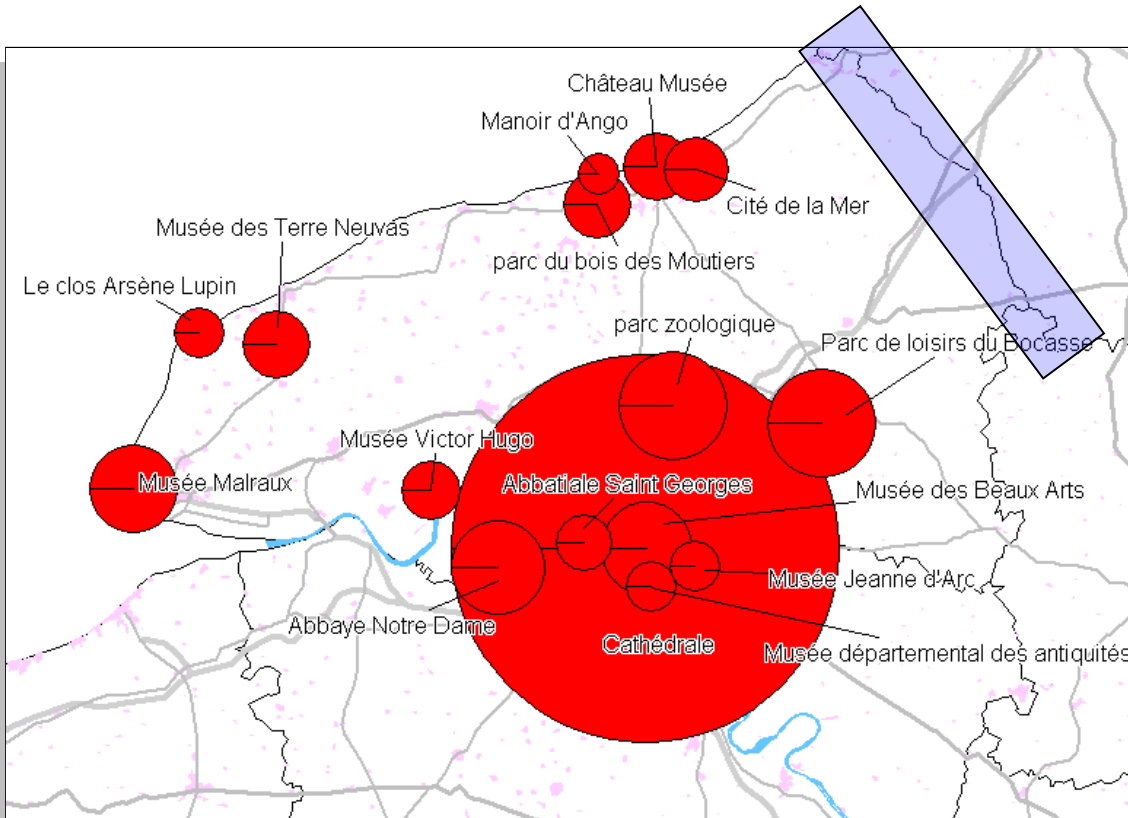 Château Musée
Manoir d'Ango
Cité de la Mer
Musée des Terre Neuvas
parc du bois des Moutiers
Le clos Arsène Lupin
parc zoologique
Parc de loisirs du Bocasse
Musée Victor Hugo
Musée Malraux
Abbatiale Saint Georges
Musée des Beaux Arts
Musée Jeanne d'Arc
Abbaye Notre Dame
Cathédrale
Musée départemental des antiquités